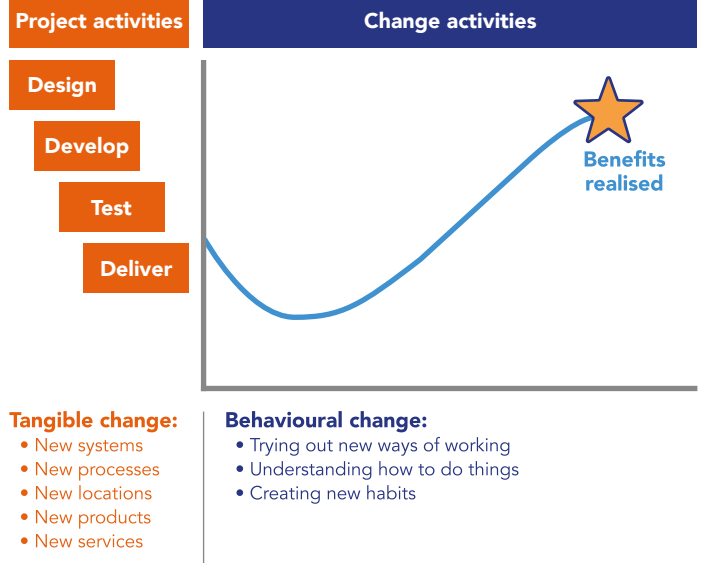 Project activities
Change activities
Design
Develop
Test
Deliver
Benefits
realised
Tangible change:
• New systems
• New processes
• New locations
• New products
• New services
Behavioural change:
• Trying out new ways of working
• Understanding how to do things
• Creating new habits